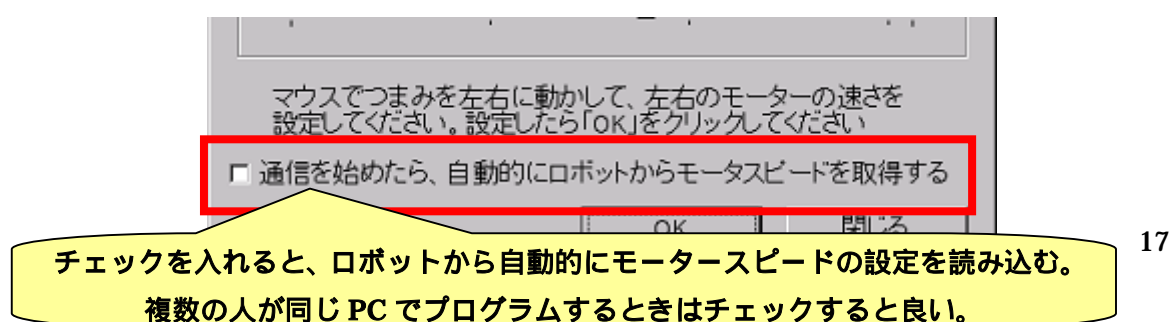 マウスでつまみを左右に動かして、左右のモーターの速さを
設定してください。設定したら「OK」をクリックしてください
通信を始めたら、自動的にロボットからモータスピードを取得する
OK 閉じる
17
チェックを入れると、ロボットから自動的にモータースピードの設定を読み込む。
複数の人が同じ PC でプログラムするときはチェックすると良い。